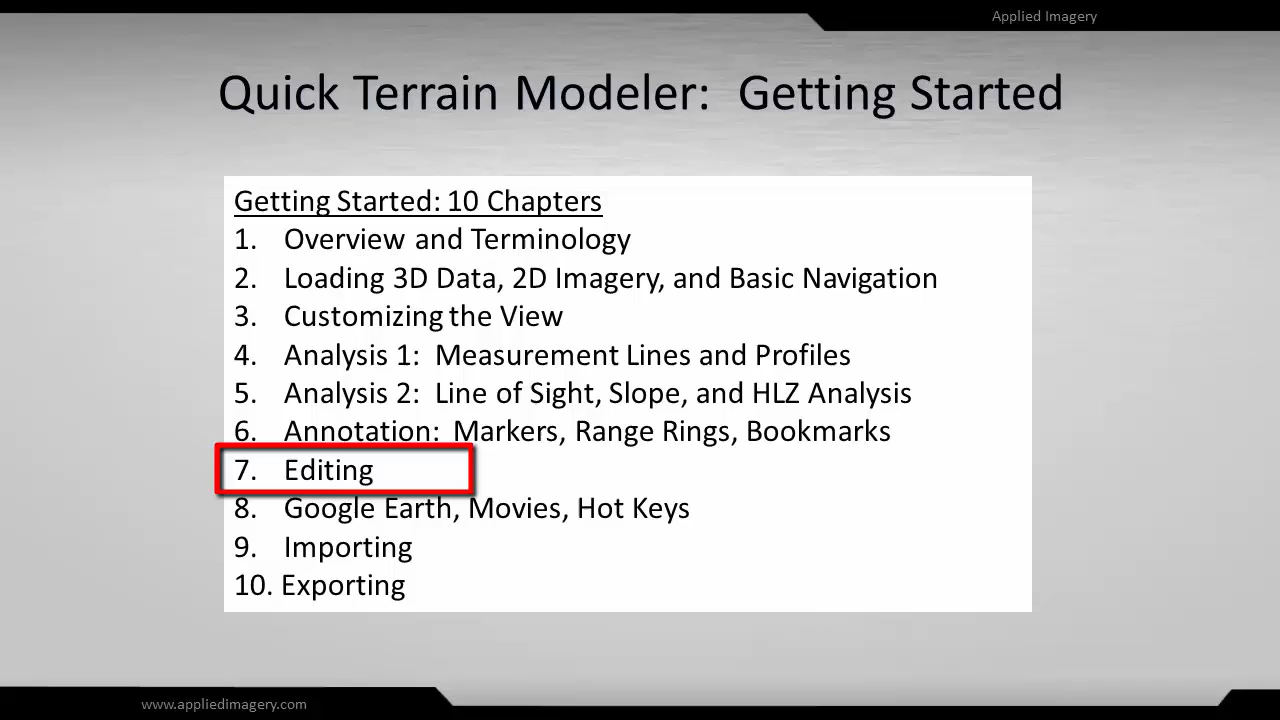 Applied Imagery
Quick Terrain Modeler: Getting Started
Getting Started: 10 Chapters
1. Overview and Terminology
2. Loading 3D Data, 2D Imagery, and Basic Navigation
3. Customizing the View
4. Analysis 1: Measurement Lines and Profiles
5. Analysis 2: Line of Sight, Slope, and HLZ Analysis
6. Annotation: Markers, Range Rings, Bookmarks
7. Editing
8. Google Earth, Movies, Hot Keys
9. Importing
10. Exporting
www.appliedimagery.com